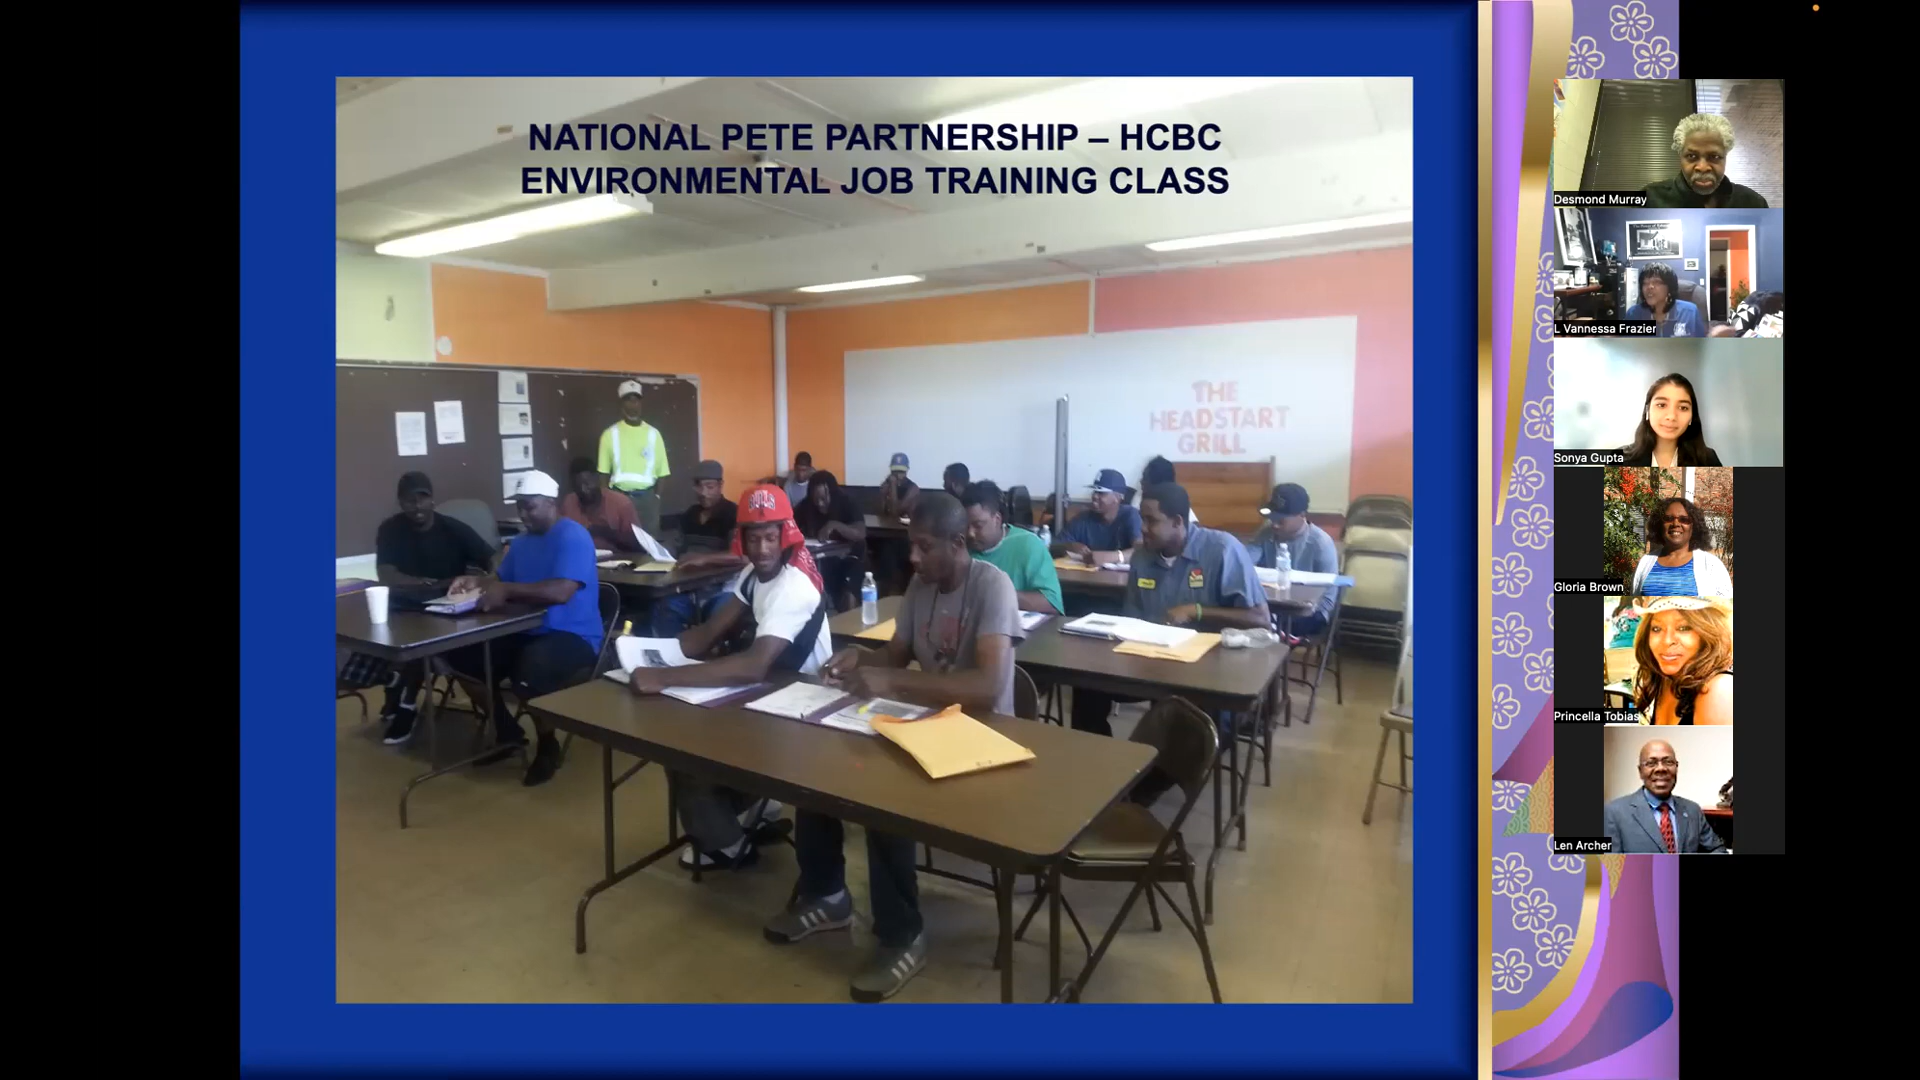 NATIONAL PETE PARTNERSHIP – HCBC
ENVIRONMENTAL JOB TRAINING CLASS
THE
HEADSTART
GRILL
BULLS
Desmond Murray
L Vannessa Frazier
Sonya Gupta
Gloria Brown
Princella Tobias
Len Archer